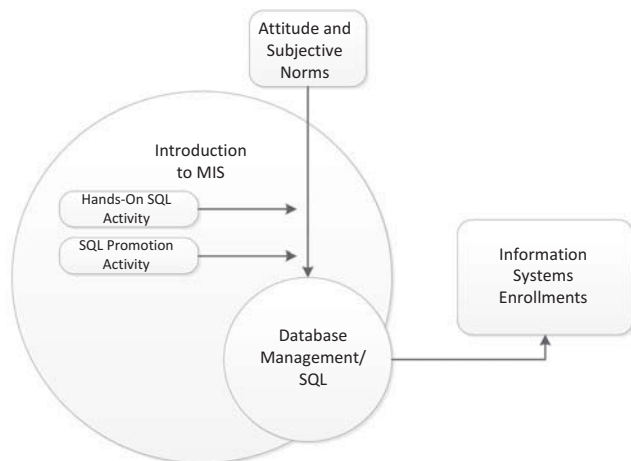 Attitude and
Subjective
Norms
Introduction
to MIS
Hands-On SQL
Activity
SQL Promotion
Activity
Information
Systems
Enrollments
Database
Management/
SQL